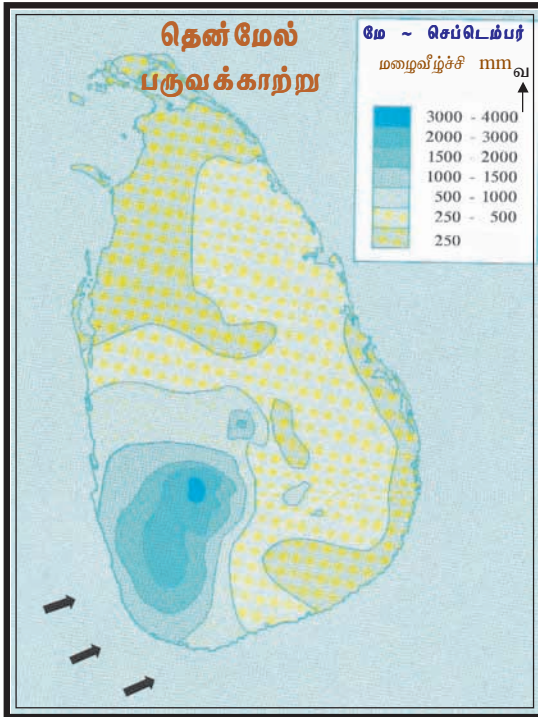 தென்மேல்
பருவக்காற்று
மே ~ செப்டெம்பர்
மழைவீழ்ச்சி mm
வ
3000 - 4000
2000 - 3000
1500 - 2000
1000 - 1500
500 - 1000
250 - 500
250